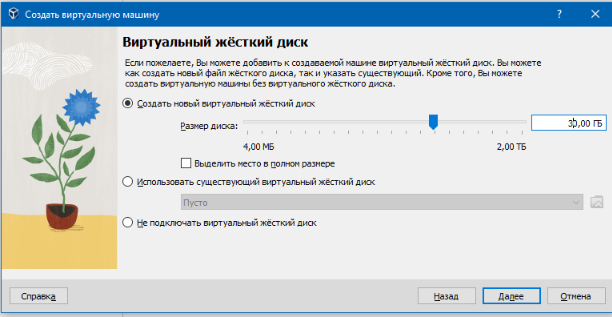 Создать виртуальную машину
Виртуальный жёсткий диск
Если пожелаете, Вы можете добавить к создаваемой машине виртуальный жёсткий диск. Вы можете
как создать новый файл жёсткого диска, так и указать существующий. Кроме того, Вы можете
создать виртуальную машины без виртуального жёсткого диска.
Создать новый виртуальный жёсткий диск
Размер диска:
30,00 ГБ
4,00 МБ 2,00 ТБ
Выделить место в полном размере
Использовать существующий виртуальный жёсткий диск
Пусто
Не подключать виртуальный жёсткий диск
Справка Назад Далее Отмена